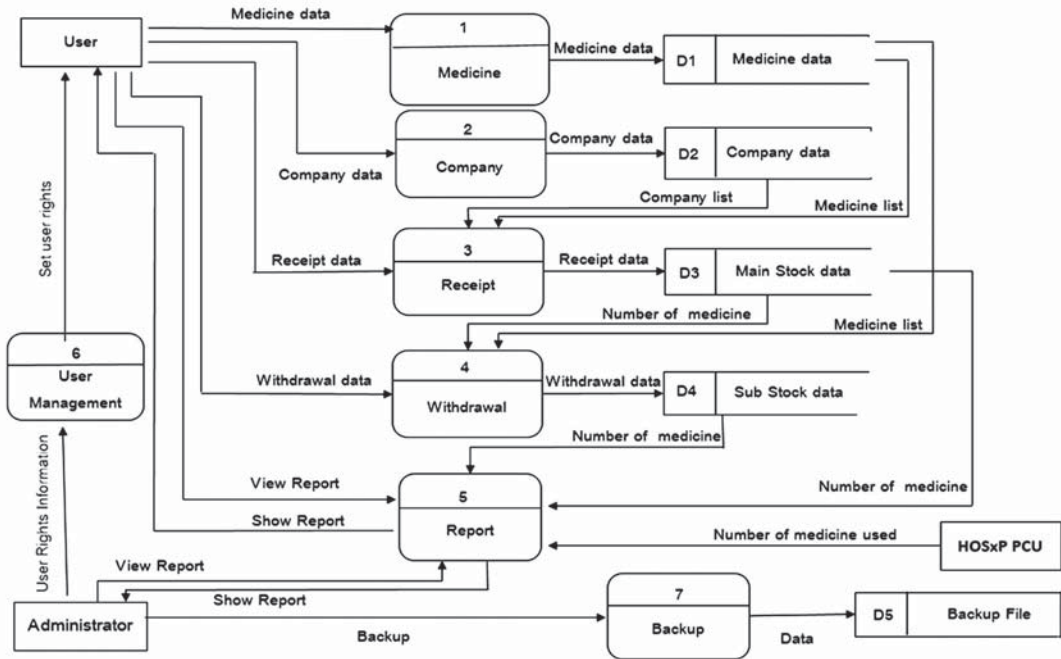 Medicine data
User
1
Medicine
Medicine data
D1
Medicine data
2
Company
Company data
Company data
D2
Company data
Company list
Medicine list
Set user rights
3
Receipt
Receipt data
Receipt data
D3
Main Stock data
Number of medicine
Medicine list
6
User
Management
4
Withdrawal
Withdrawal data
Withdrawal data
D4
Sub Stock data
Number of medicine
User Rights Information
View Report
5
Report
Number of medicine
Show Report
Number of medicine used
HOSxP PCU
View Report
Show Report
Administrator
Backup
7
Backup
Data
D5
Backup File